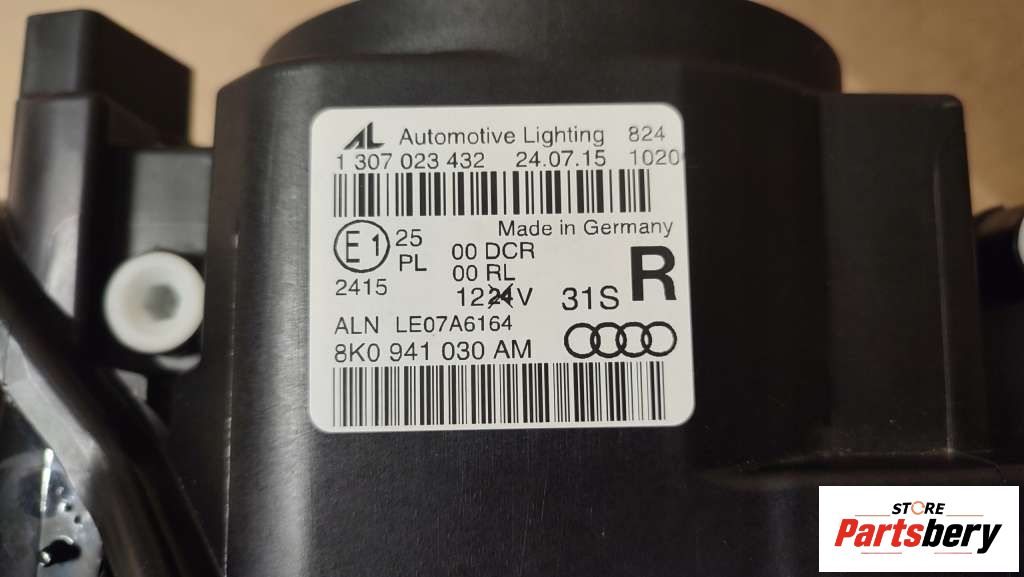 AL Automotive Lighting 824
1 307 023 432 24.07.15 1020
Made in Germany
E1 25 00 DCR R
PL 00 RL
2415 1224V 31S
ALN LE07A6164
8K0 941 030 AM
STORE
Partsbery